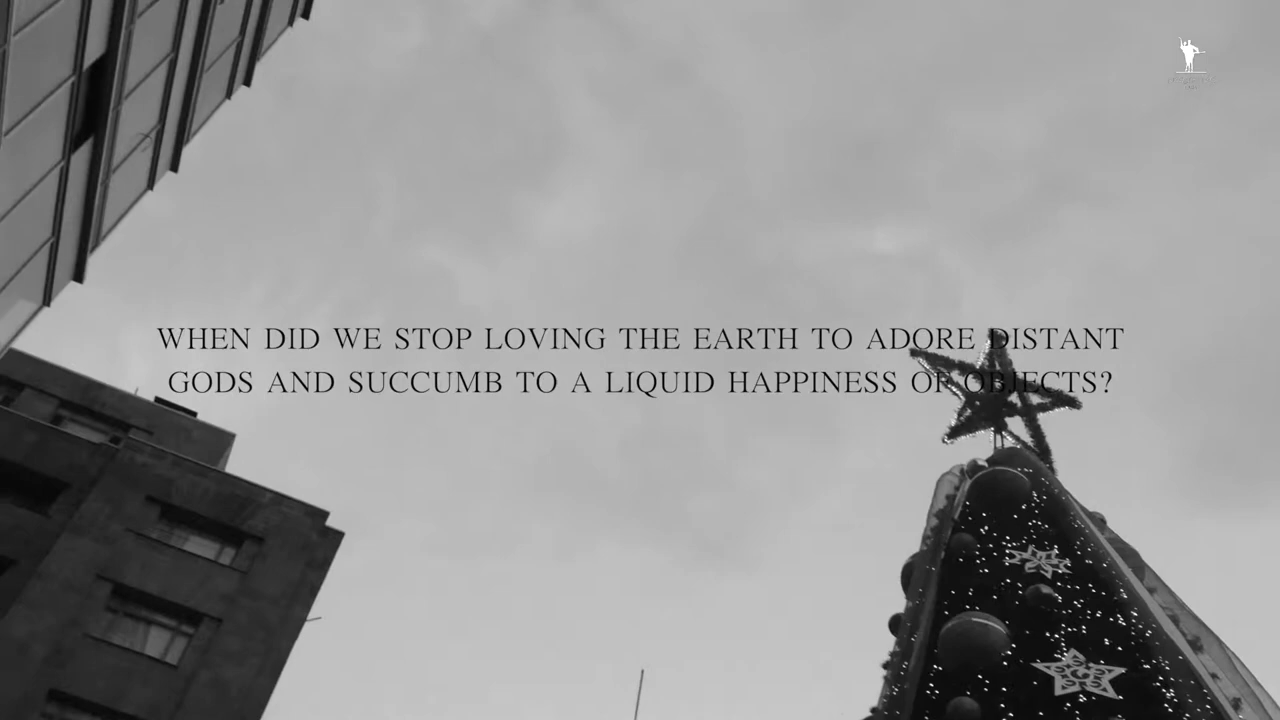 WHEN DID WE STOP LOVING THE EARTH TO ADORE DISTANT
GODS AND SUCCUMB TO A LIQUID HAPPINESS OF OBJECTS?